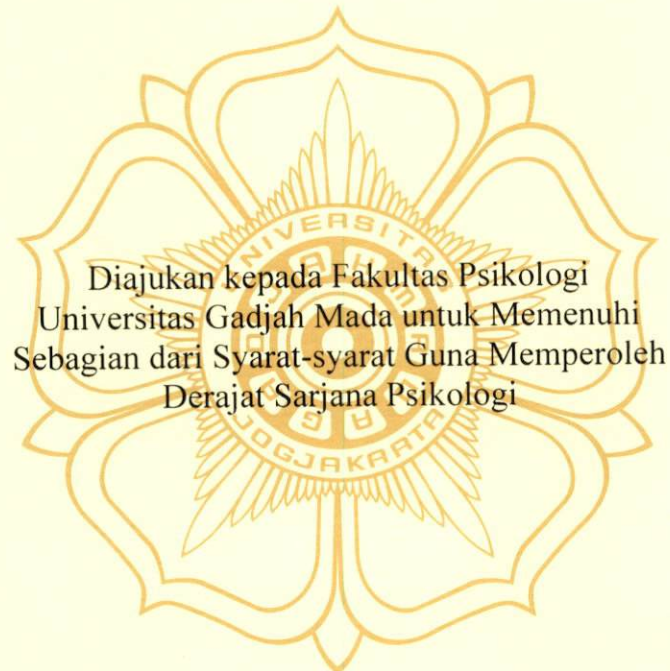 Diajukan kepada Fakultas Psikologi
Universitas Gadjah Mada untuk Memenuhi
Sebagian dari Syarat-syarat Guna Memperoleh
Derajat Sarjana Psikologi
UNIVERSITA
JOGJAKARTA